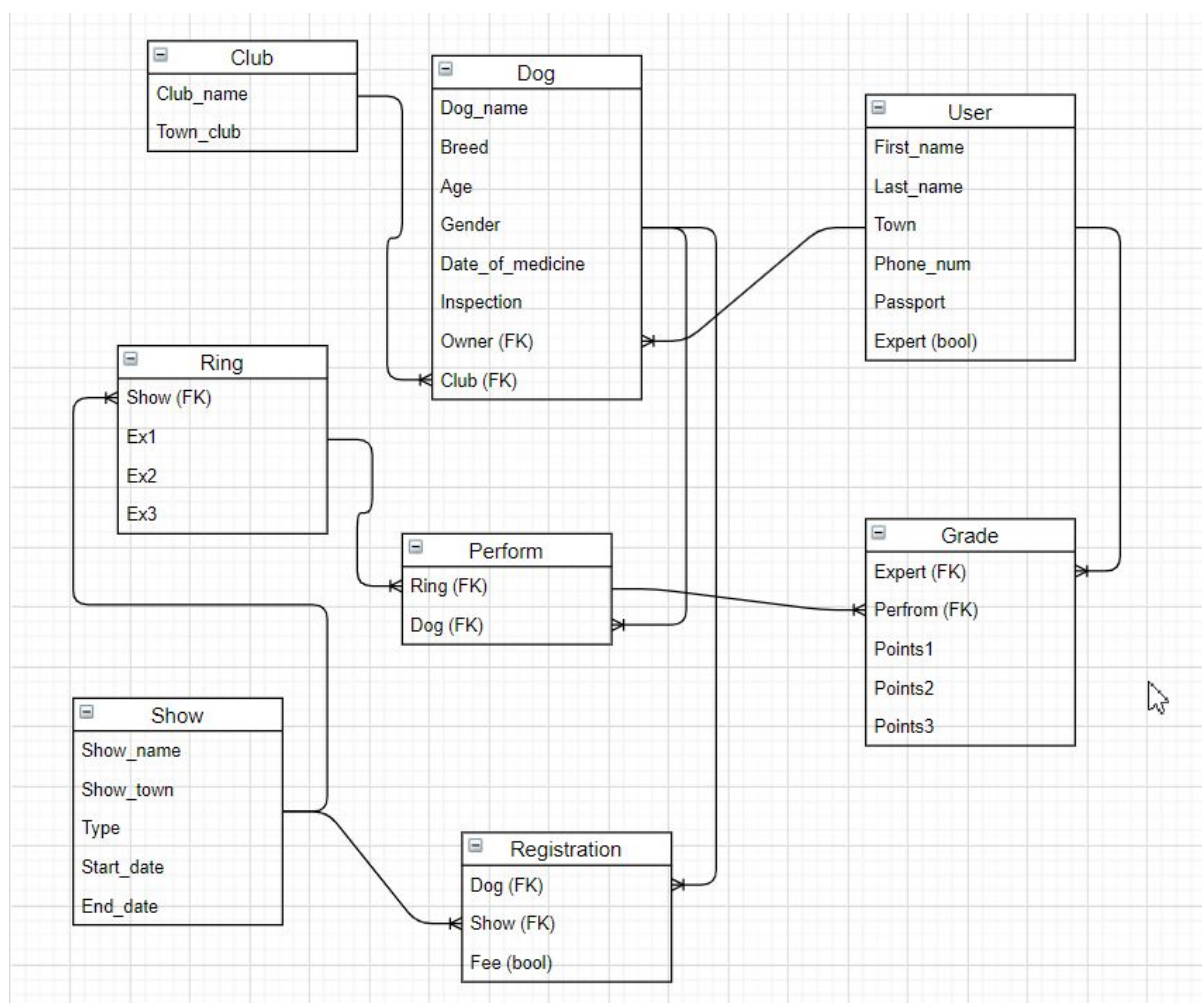 Club
Club_name
Town_club
Dog
Dog_name
Breed
Age
Gender
Date_of_medicine
Inspection
Owner (FK)
Club (FK)
User
First_name
Last_name
Town
Phone_num
Passport
Expert (bool)
Ring
Show (FK)
Ex1
Ex2
Ex3
Perform
Ring (FK)
Dog (FK)
Grade
Expert (FK)
Perfrom (FK)
Points1
Points2
Points3
Show
Show_name
Show_town
Type
Start_date
End_date
Registration
Dog (FK)
Show (FK)
Fee (bool)